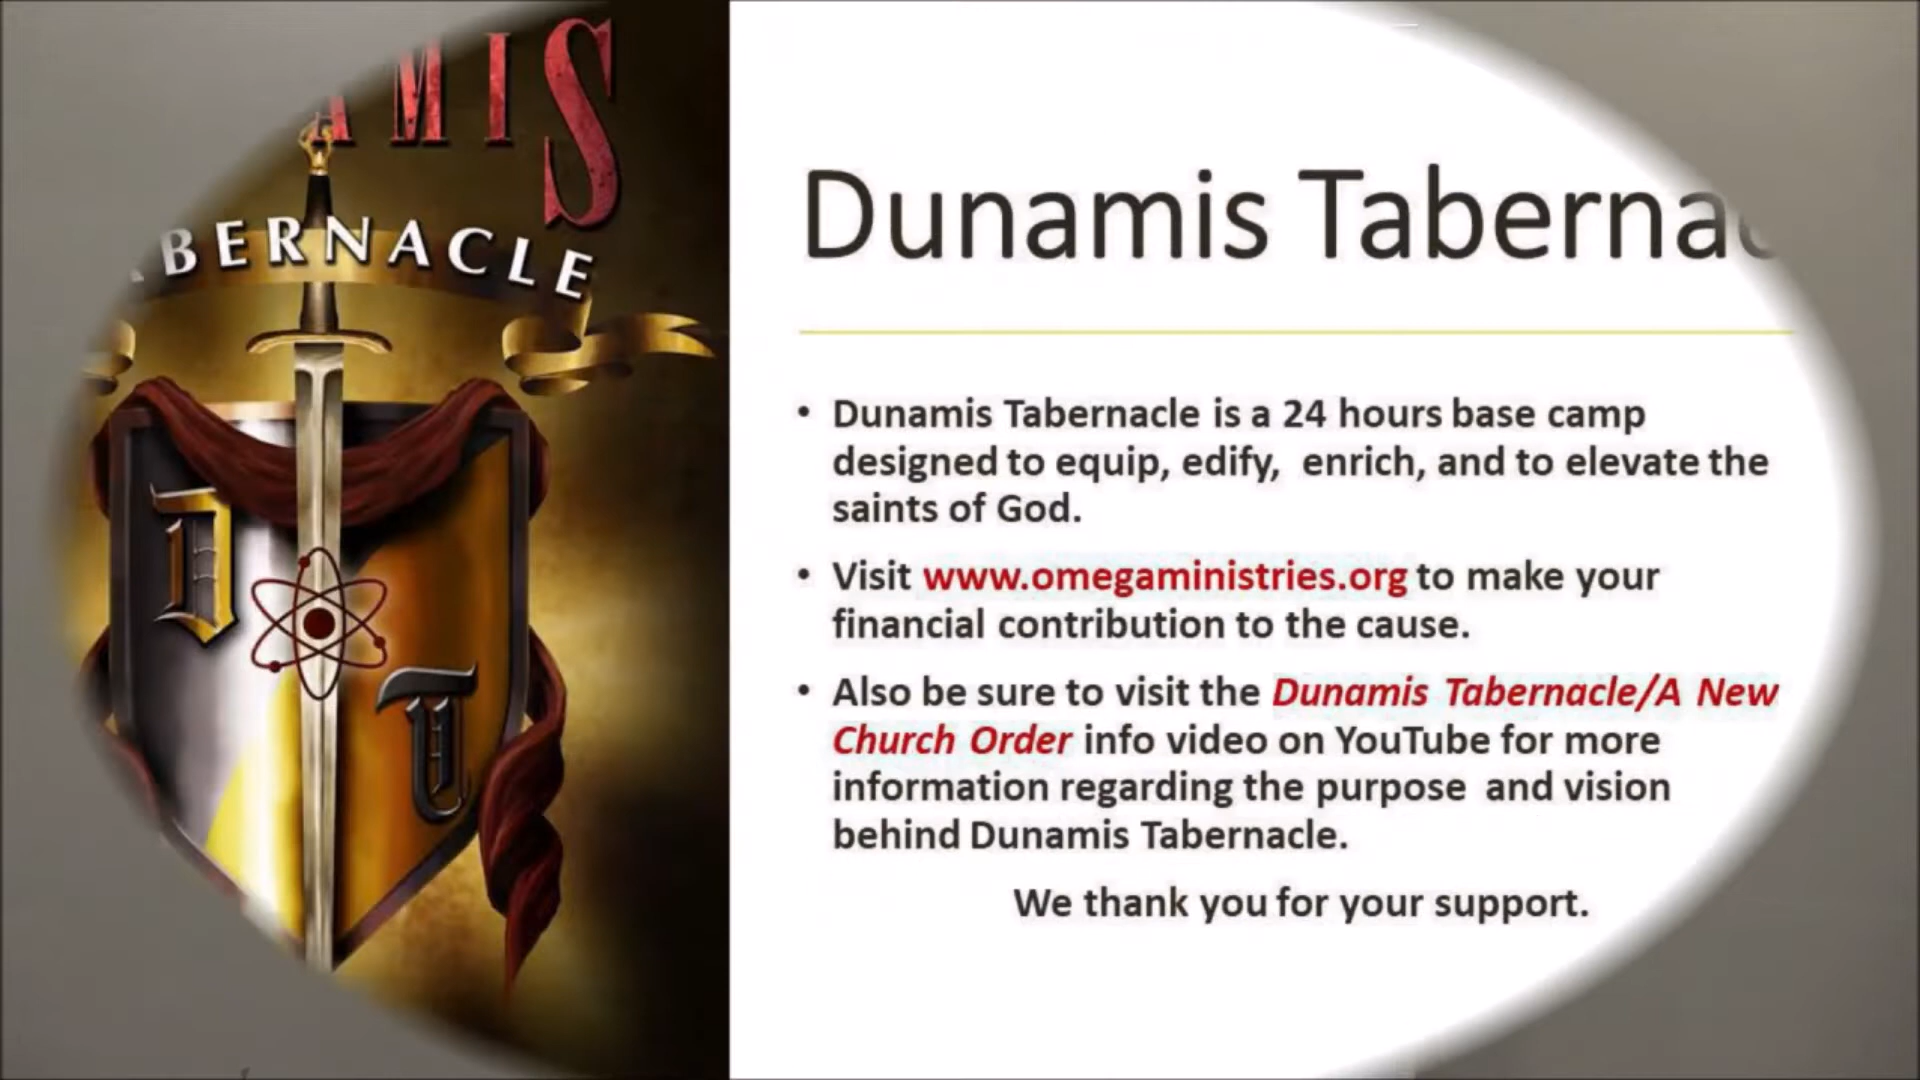 AMIS
BERNACLE
D
T
Dunamis Taberna
• Dunamis Tabernacle is a 24 hours base camp
designed to equip, edify, enrich, and to elevate the
saints of God.
• Visit www.omegaministries.org to make your
financial contribution to the cause.
• Also be sure to visit the Dunamis Tabernacle/A New
Church Order info video on YouTube for more
information regarding the purpose and vision
behind Dunamis Tabernacle.
We thank you for your support.